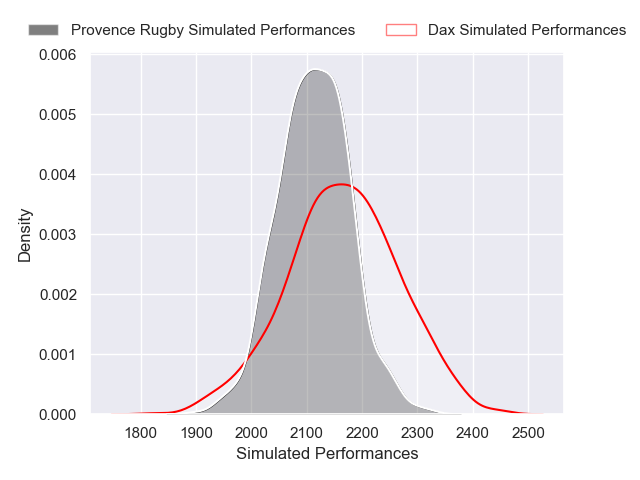 Provence Rugby Simulated Performances Dax Simulated Performances
0.006
0.005
0.004
0.003
0.002
0.001
0.000
Density
1800 1900 2000 2100 2200 2300 2400 2500
Simulated Performances